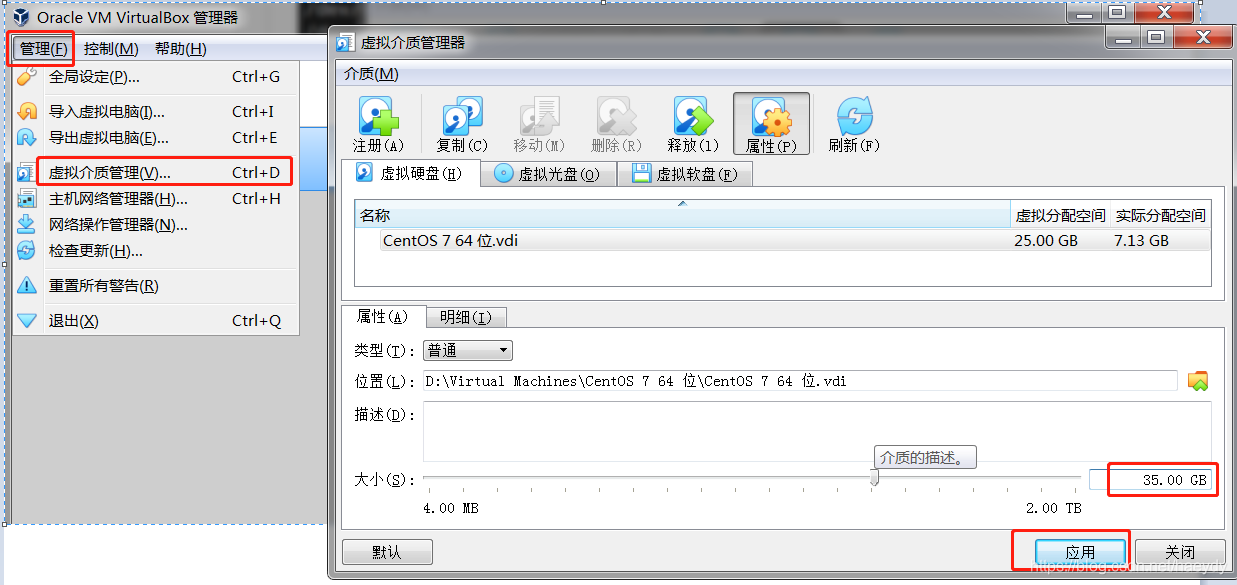 Oracle VM VirtualBox 管理器
管理(F) 控制(M) 帮助(H)
全局设定(P)... Ctrl+G
导入虚拟电脑(I)... Ctrl+I
导出虚拟电脑(E)... Ctrl+E
虚拟介质管理(V)... Ctrl+D
主机网络管理器(H)... Ctrl+H
网络操作管理器(N)...
检查更新(H)...
重置所有警告(R)
退出(X) Ctrl+Q
虚拟介质管理器
介质(M)
注册(A) 复制(C) 移动(M) 删除(R) 释放(l) 属性(P) 刷新(F)
虚拟硬盘(H) 虚拟光盘(O) 虚拟软盘(F)
名称 虚拟分配空间 实际分配空间
CentOS 7 64 位.vdi 25.00 GB 7.13 GB
属性(A) 明细(I)
类型(T): 普通
位置(L): D:\Virtual Machines\CentOS 7 64 位\CentOS 7 64 位.vdi
描述(D):
介质的描述。
大小(S): 35.00 GB
4.00 MB 2.00 TB
默认 应用 关闭